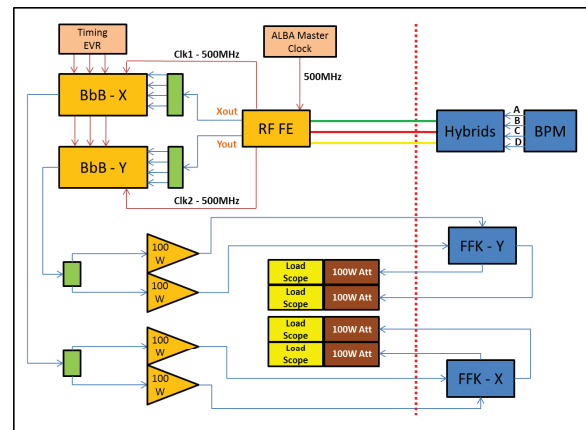 Timing
EVR
ALBA Master
Clock
Clk1 - 500MHz
500MHz
BbB - X
Xout
RF FE
Hybrids
A
B
C
D
BPM
Yout
BbB - Y
Clk2 - 500MHz
100
W
100
W
FFK - Y
Load
Scope
100W Att
Load
Scope
100W Att
Load
Scope
100W Att
Load
Scope
100W Att
100
W
100
W
FFK - X